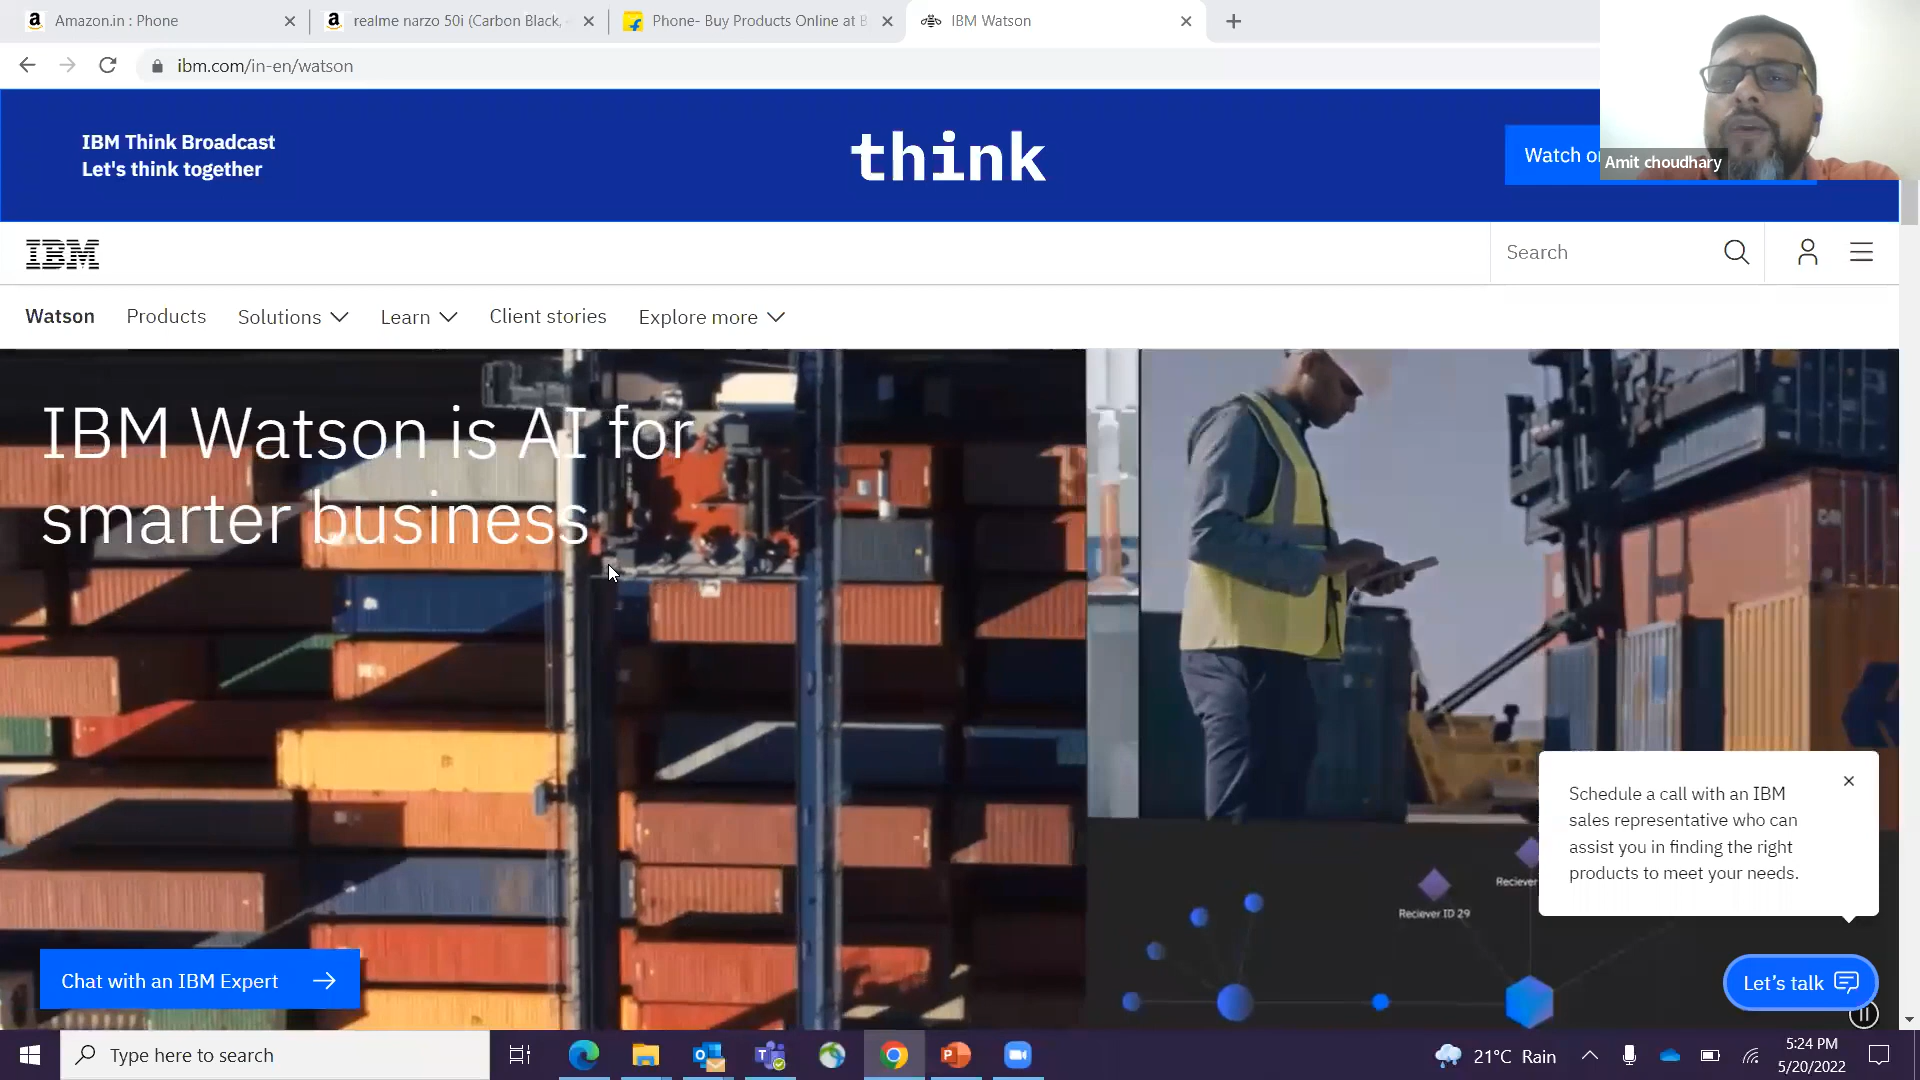 Amazon.in : Phone
realme narzo 50i (Carbon Black,
Phone- Buy Products Online at B
IBM Watson
ibm.com/in-en/watson
IBM Think Broadcast
Let's think together
think
Watch
Amit choudhary
IBM
Search
Watson
Products
Solutions
Learn
Client stories
Explore more
IBM Watson is AI for
smarter business
Schedule a call with an IBM
sales representative who can
assist you in finding the right
products to meet your needs.
Reciever ID 29
Reciever
Chat with an IBM Expert
Let's talk
Type here to search
21°C Rain
5:24 PM
5/20/2022